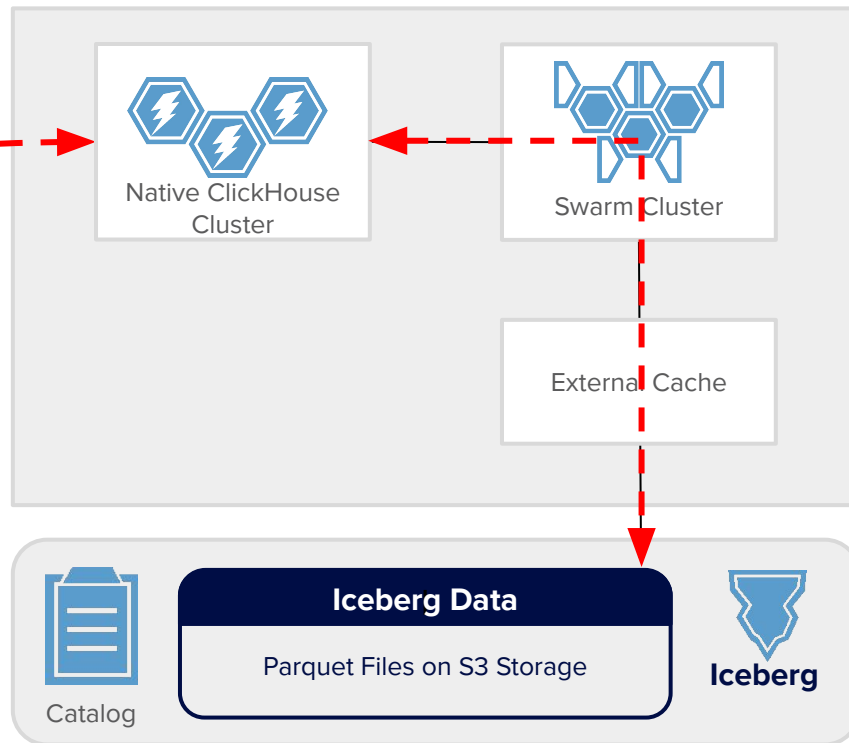 Native ClickHouse
Cluster
Swarm Cluster
External Cache
Iceberg Data
Parquet Files on S3 Storage
Catalog
Iceberg